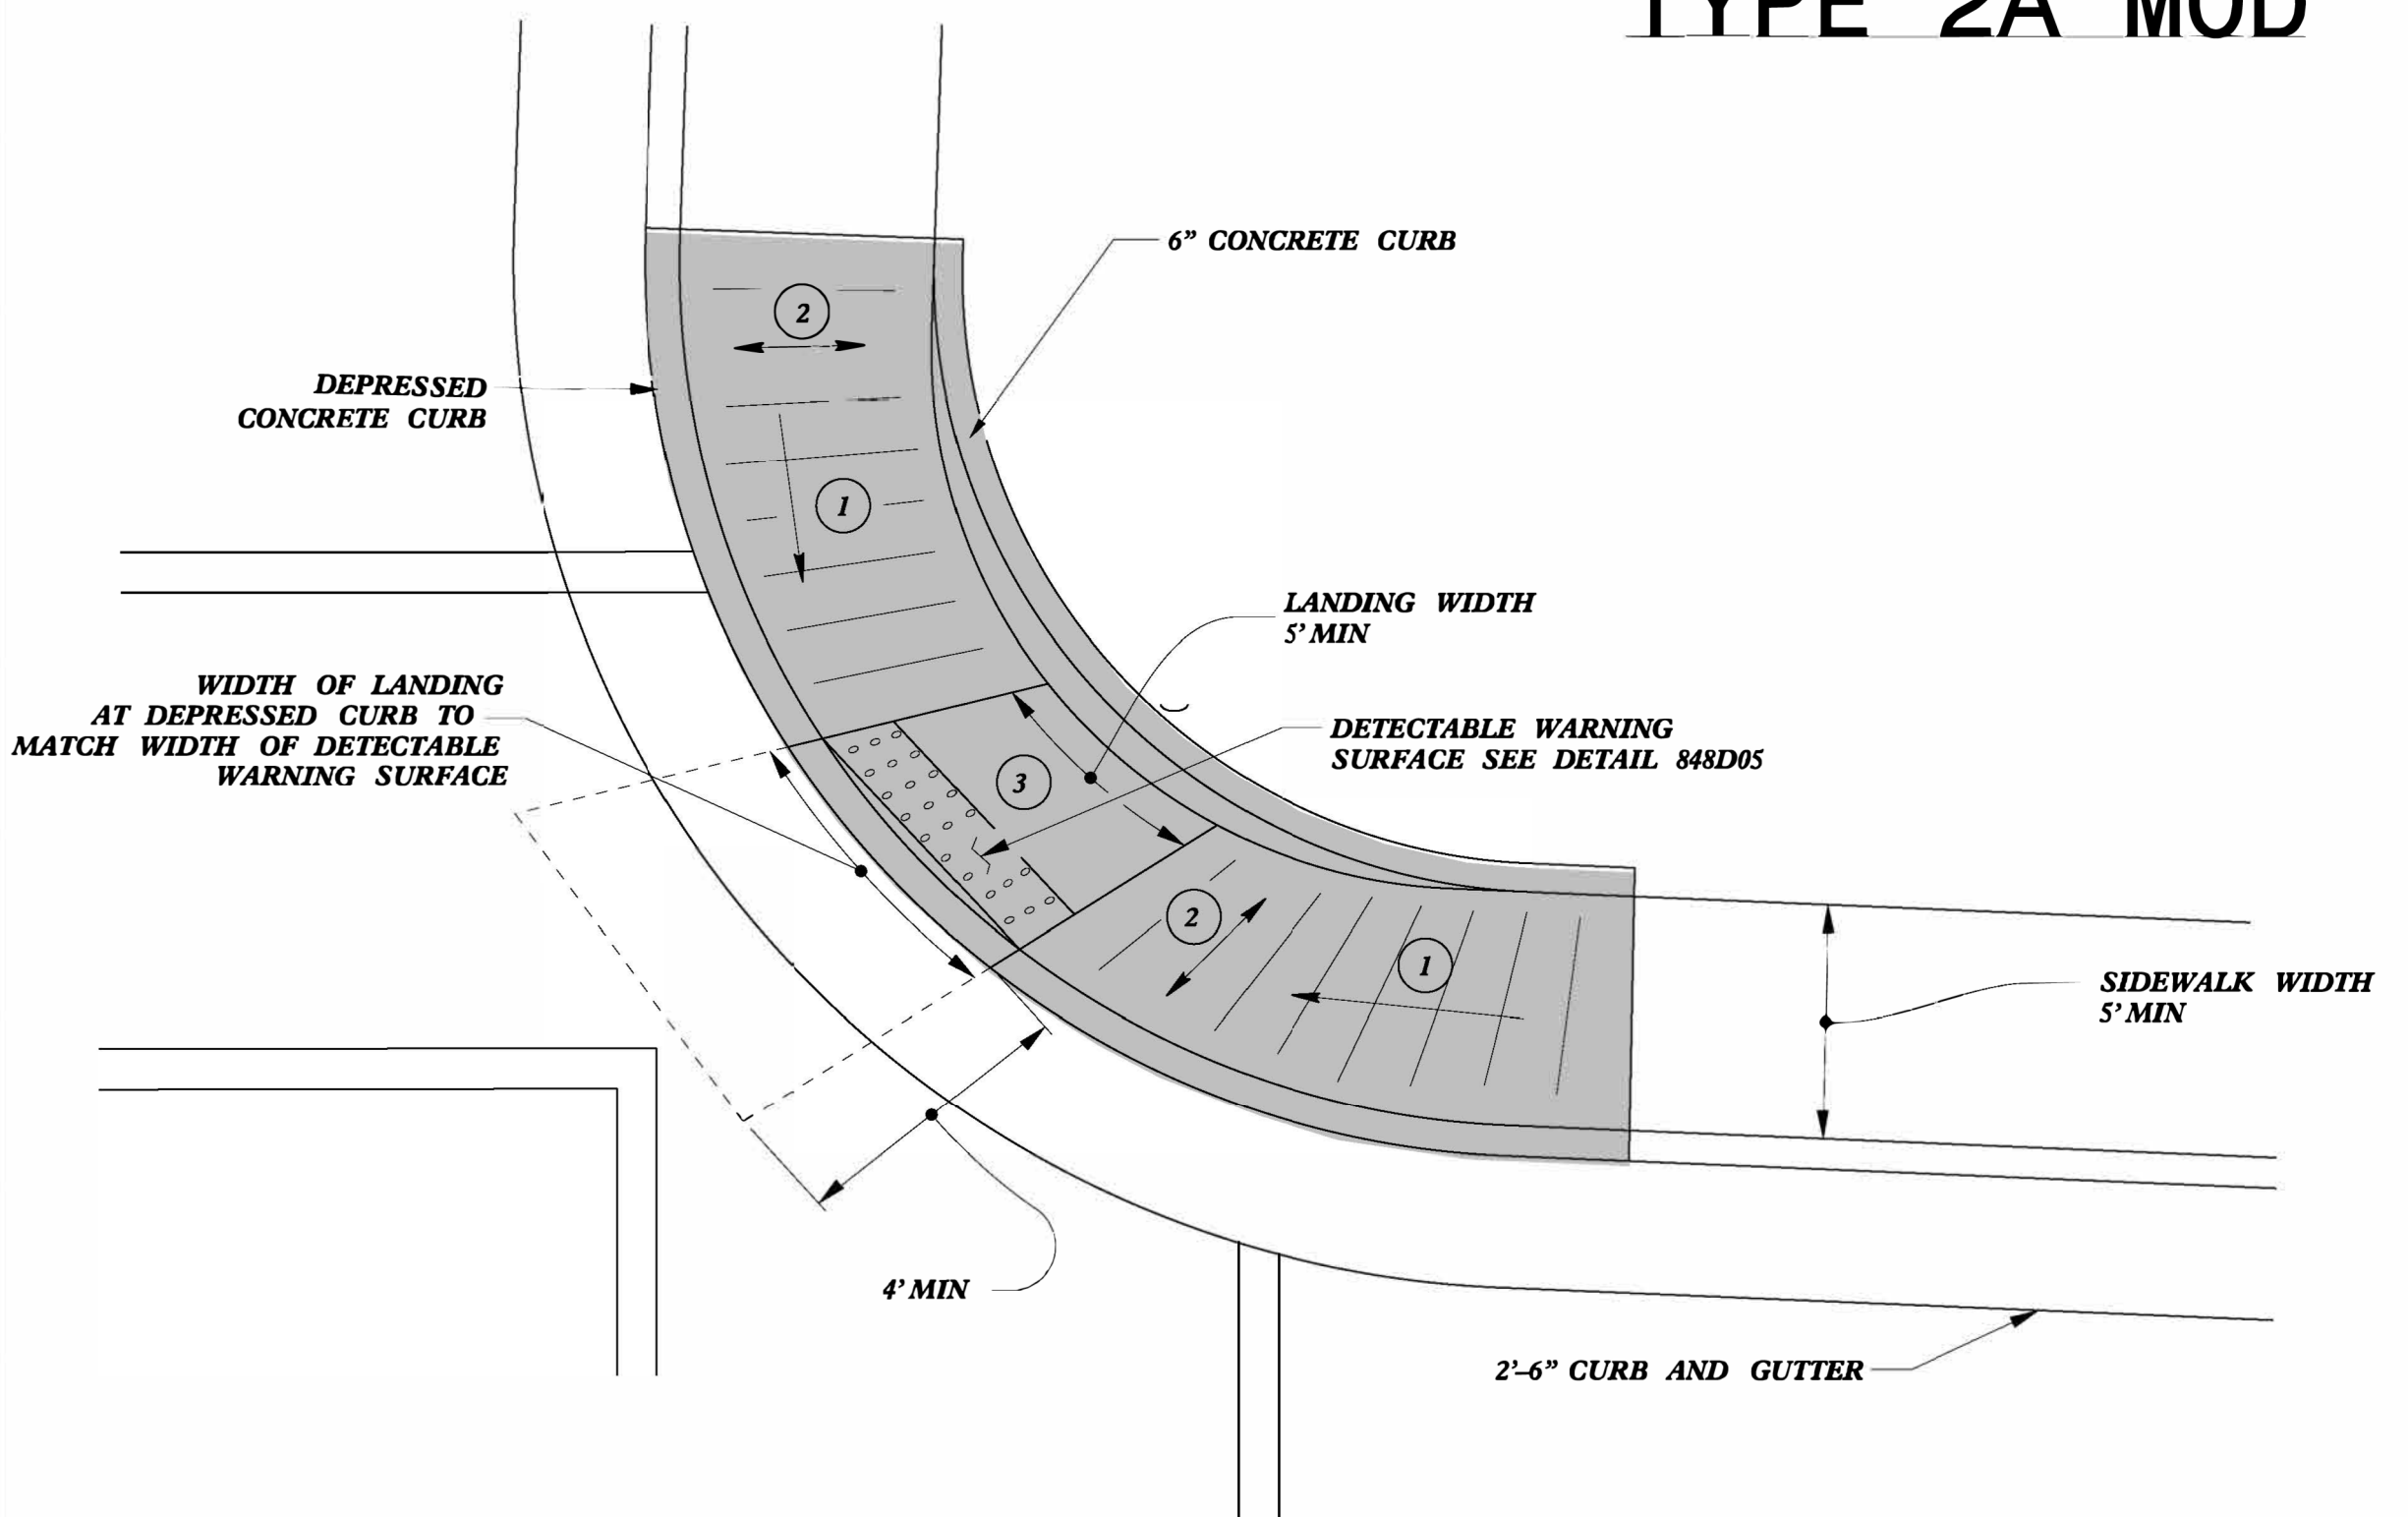 TYPE 2A MOD
6” CONCRETE CURB
2
DEPRESSED
CONCRETE CURB
1
LANDING WIDTH
5’ MIN
WIDTH OF LANDING
AT DEPRESSED CURB TO
MATCH WIDTH OF DETECTABLE
WARNING SURFACE
DETECTABLE WARNING
SURFACE SEE DETAIL 848D05
3
2
1
SIDEWALK WIDTH
5’ MIN
4’ MIN
2’–6” CURB AND GUTTER